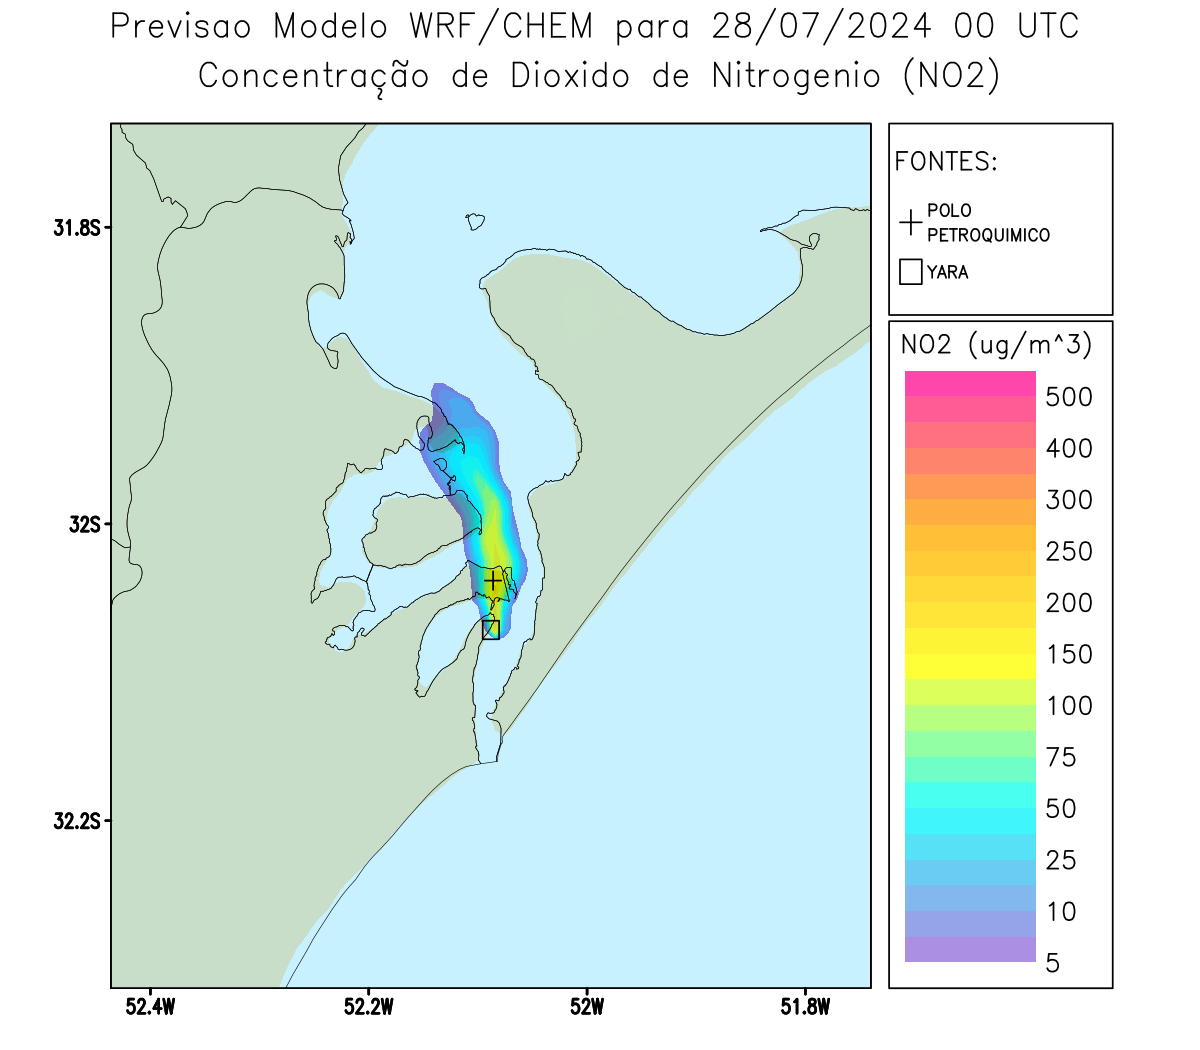 Previsao Modelo WRF/CHEM para 28/07/2024 00 UTC
Concentração de Dioxido de Nitrogenio (NO2)
FONTES:
POLO
PETROQUIMICO
YARA
NO2 (ug/m^3)
500
400
300
250
200
150
100
75
50
25
10
5
31.8S
32S
32.2S
52.4W
52.2W
52W
51.8W